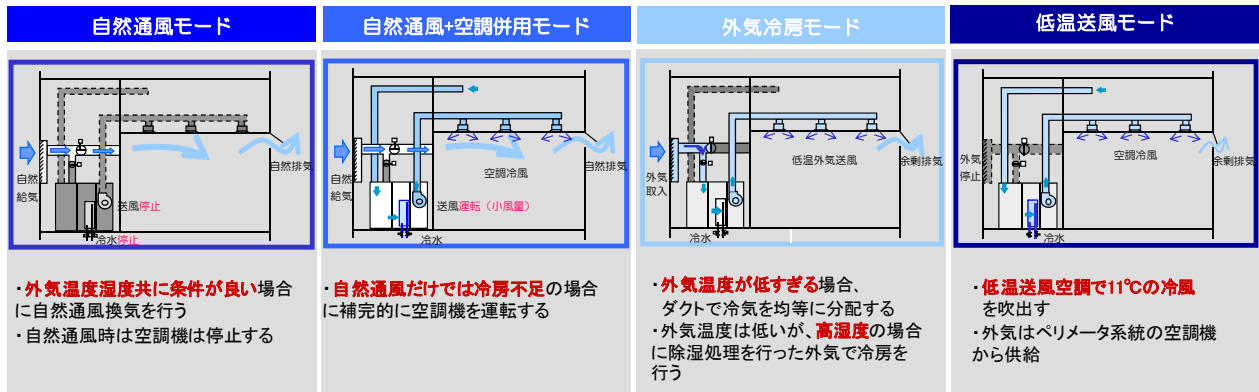 自然通風モード
自然給気
自然排気
送風停止
冷水停止
・外気温度湿度共に条件が良い場合
に自然通風換気を行う
・自然通風時は空調機は停止する
自然通風+空調併用モード
自然給気
空調冷風
自然排気
送風運転（小風量）
冷水
・自然通風だけでは冷房不足の場合
に補完的に空調機を運転する
外気冷房モード
外気取入
低温外気送風
余剰排気
冷水
・外気温度が低すぎる場合、
ダクトで冷気を均等に分配する
・外気温度は低いが、高湿度の場合
に除湿処理を行った外気で冷房を
行う
低温送風モード
外気停止
空調冷風
余剰排気
冷水
・低温送風空調で11℃の冷風
を吹出す
・外気はペリメータ系統の空調機
から供給